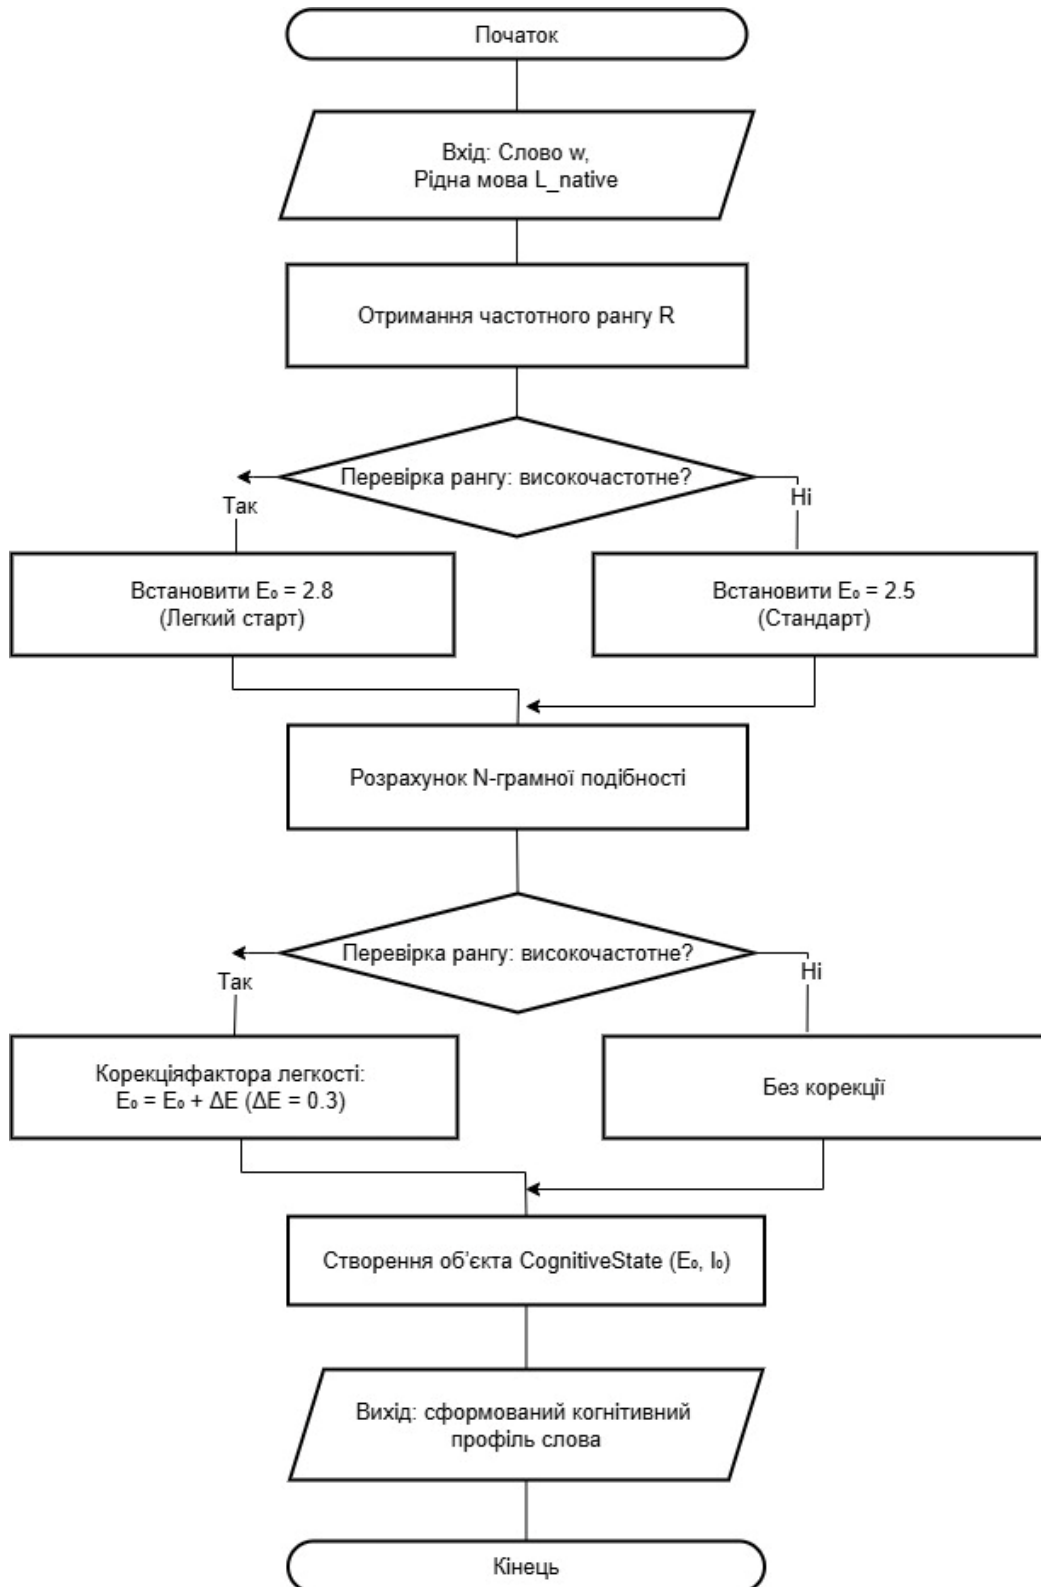 Початок
Вхід: Слово w,
Рідна мова L_native
Отримання частотного рангу R
Перевірка рангу: високочастотне?
Так
Ні
Встановити E₀ = 2.8
(Легкий старт)
Встановити E₀ = 2.5
(Стандарт)
Розрахунок N-грамної подібності
Перевірка рангу: високочастотне?
Так
Ні
Корекціяфактора легкості:
E₀ = E₀ + ΔE (ΔE = 0.3)
Без корекції
Створення об’єкта CognitiveState (E₀, I₀)
Вихід: сформований когнітивний
профіль слова
Кінець